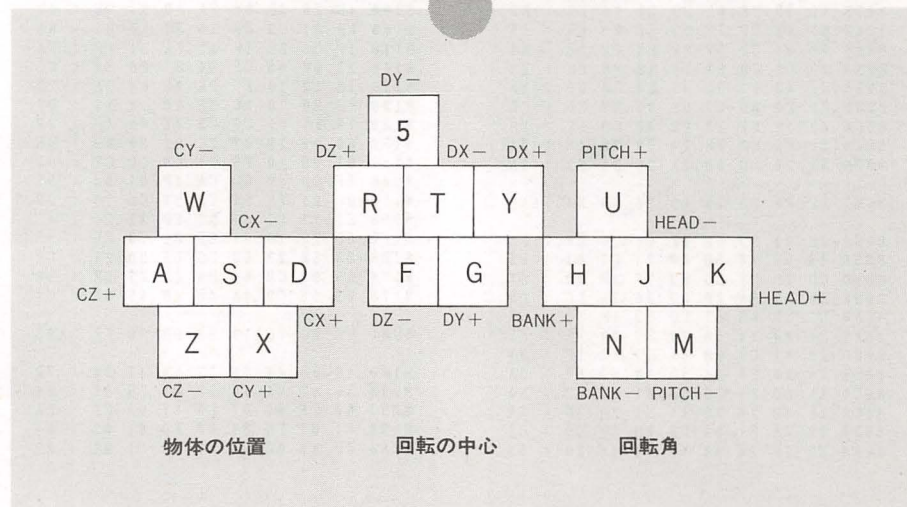 DY−
5
CY− DZ+ DX− DX+ PITCH+
W R T Y U
CX− HEAD−
A S D F G H J K
CZ+ HEAD+
CX+ DZ− DY+ BANK+
Z X N M
CZ− CY+ BANK− PITCH−
物体の位置 回転の中心 回転角